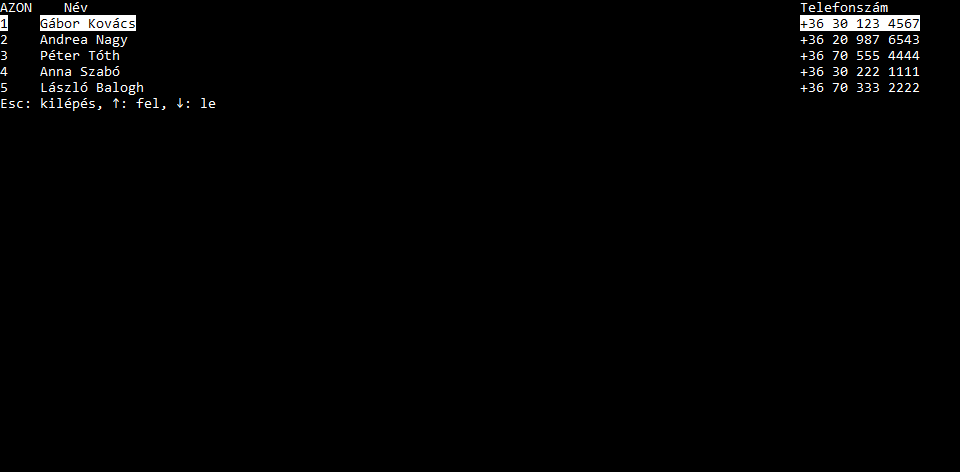 AZON Név Telefonszám
1 Gábor Kovács +36 30 123 4567
2 Andrea Nagy +36 20 987 6543
3 Péter Tóth +36 70 555 4444
4 Anna Szabó +36 30 222 1111
5 László Balogh +36 70 333 2222
Esc: kilépés, ↑: fel, ↓: le